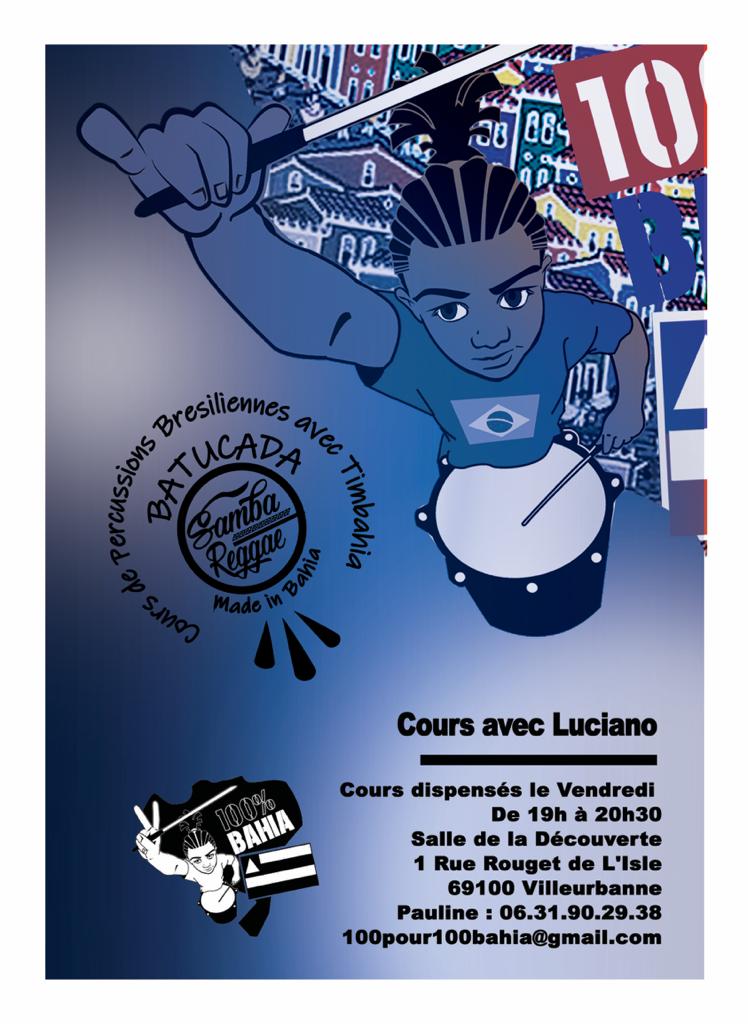 10
B
Cours de Percussions Bresiliennes avec Timbahia
BATUCADA
Samba
Reggae
Made in Bahia
Cours avec Luciano
Cours dispensés le Vendredi
De 19h à 20h30
Salle de la Découverte
1 Rue Rouget de L'Isle
69100 Villeurbanne
Pauline : 06.31.90.29.38
100pour100bahia@gmail.com
100%
BAHIA